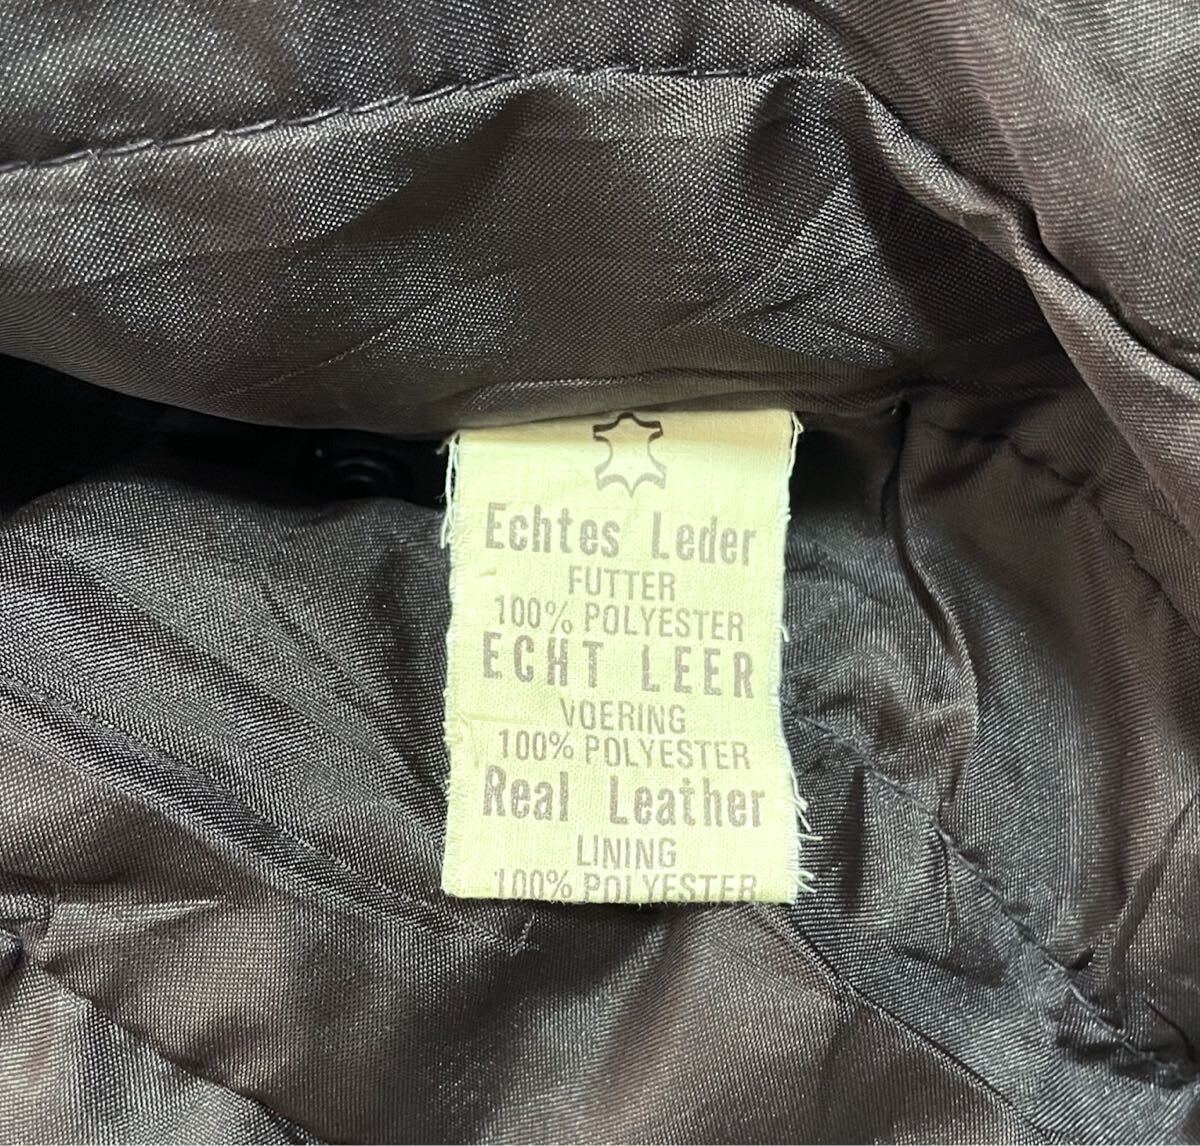 Echtes Leder
FUTTER
100% POLYESTER
ECHT LEER
VOERING
100% POLYESTER
Real Leather
LINING
100% POLYESTER